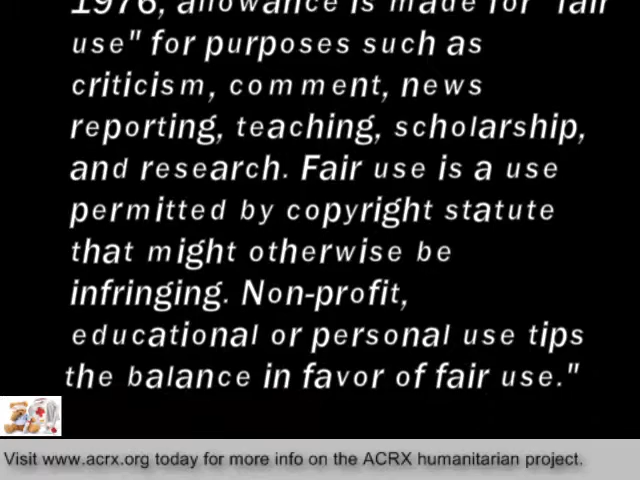 1976, allowance is made for "fair
use" for purposes such as
criticism, comment, news
reporting, teaching, scholarship,
and research. Fair use is a use
permitted by copyright statute
that might otherwise be
infringing. Non-profit,
educational or personal use tips
the balance in favor of fair use."
Visit www.acrx.org today for more info on the ACRX humanitarian project.